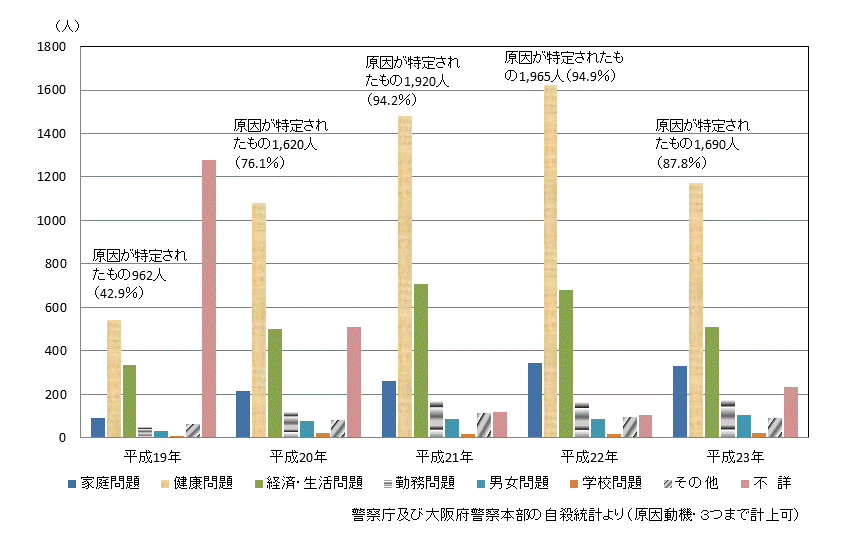 （人）
1800
1600
1400
1200
1000
800
600
400
200
0
原因が特定され
たもの962人
（42.9％）
原因が特定され
たもの1,620人
（76.1％）
原因が特定され
たもの1,920人
（94.2％）
原因が特定されたも
の1,965人（94.9％）
原因が特定され
たもの1,690人
（87.8％）
平成19年 平成20年 平成21年 平成22年 平成23年
家庭問題 健康問題 経済・生活問題 勤務問題 男女問題 学校問題 その他 不　詳
警察庁及び大阪府警察本部の自殺統計より（原因動機・３つまで計上可）